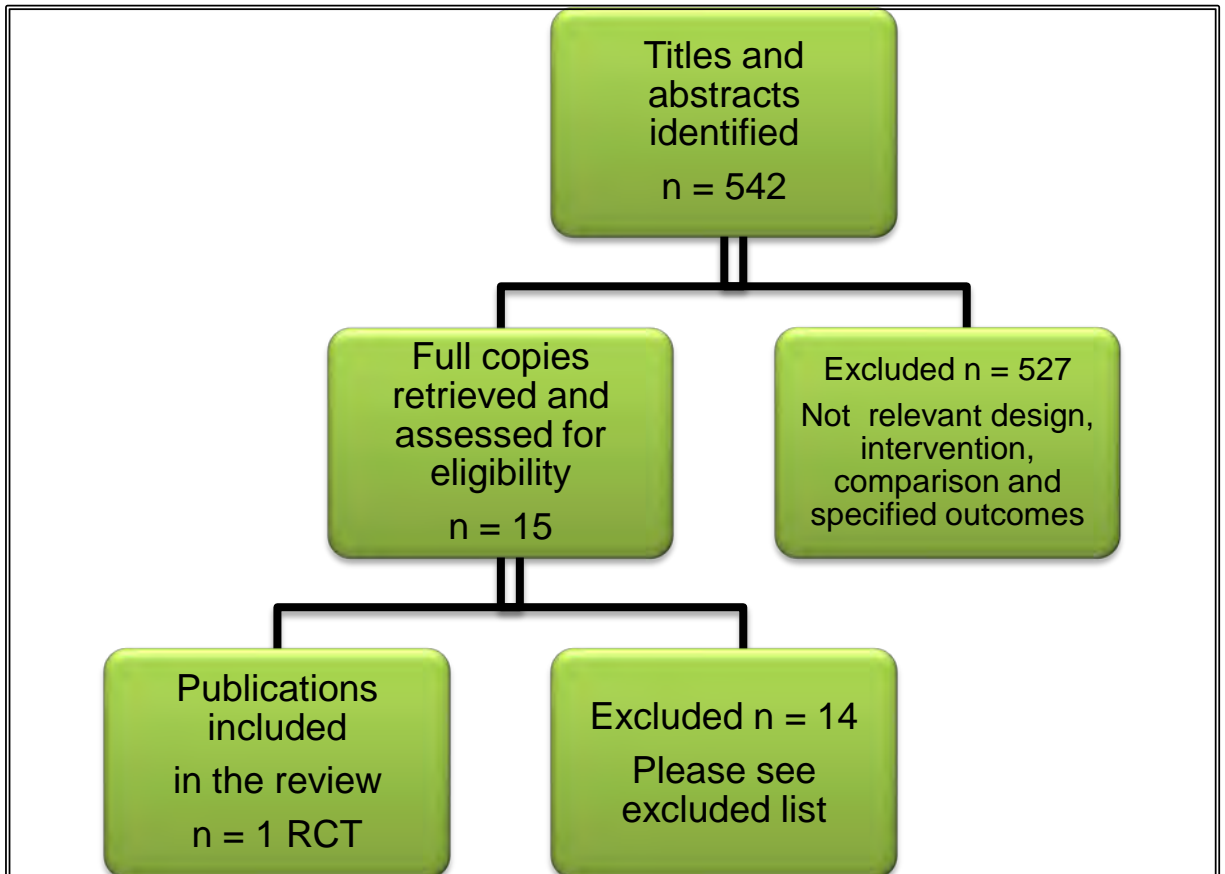 Titles and
abstracts
identified
n = 542
Full copies
retrieved and
assessed for
eligibility
n = 15
Excluded n = 527
Not relevant design,
intervention,
comparison and
specified outcomes
Publications
included
in the review
n = 1 RCT
Excluded n = 14
Please see
excluded list